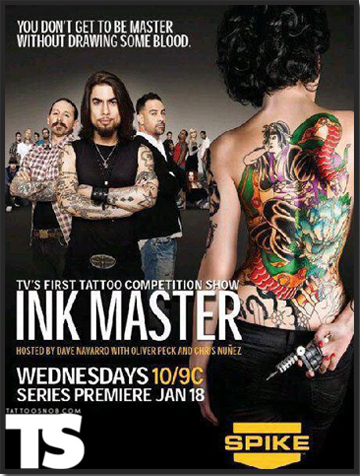 YOU DON'T GET TO BE MASTER
WITHOUT DRAWING SOME BLOOD.
TV'S FIRST TATTOO COMPETITION SHOW
INK MASTER
HOSTED BY DAVE NAVARRO WITH OLIVER PECK AND CHRIS NUÑEZ
WEDNESDAYS 10/9C
SERIES PREMIERE JAN 18
TATTOOSNOB.COM
TS
SPIKE